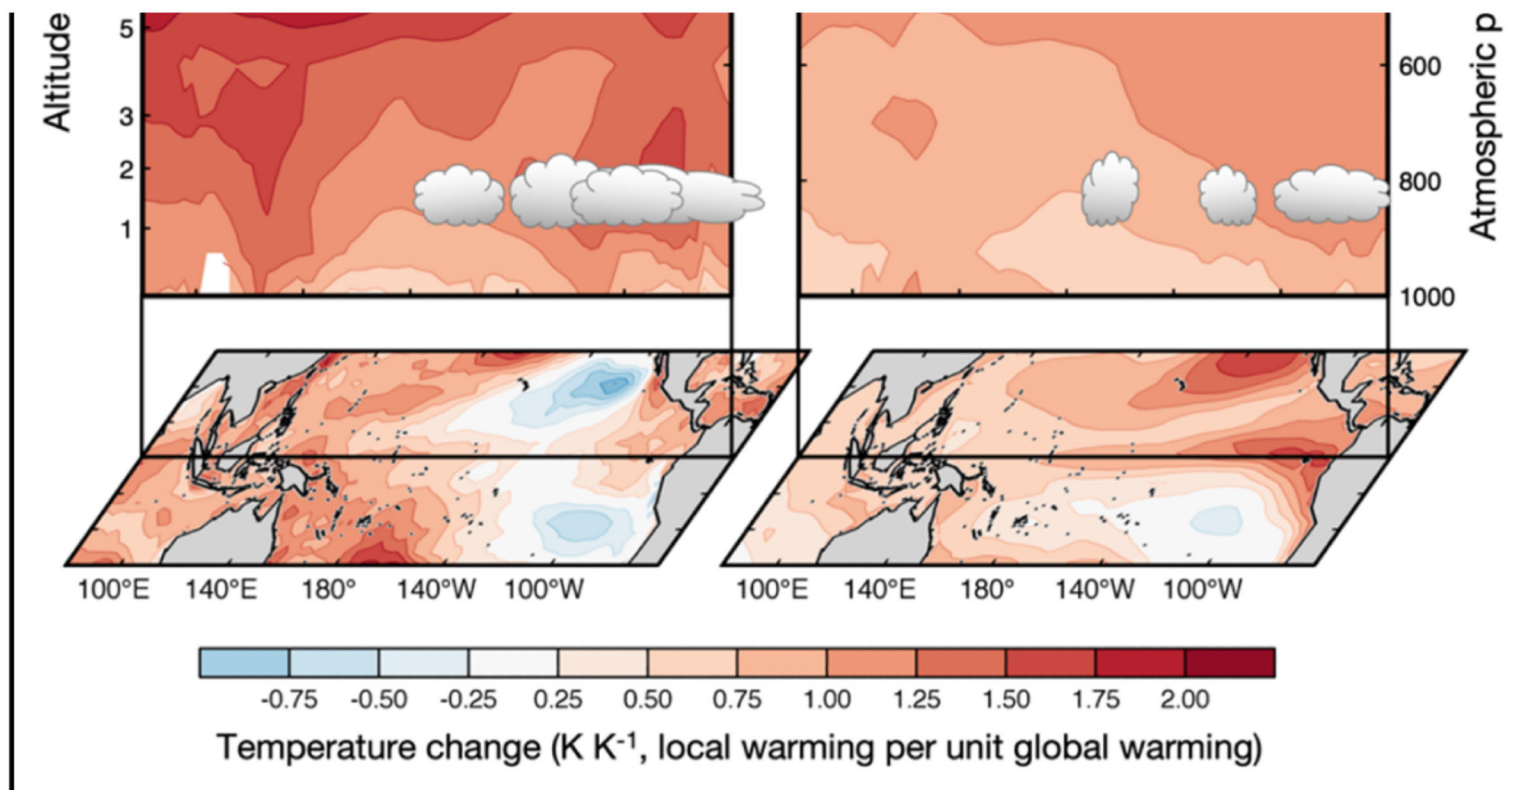 Altitude
5
3
2
1
600
800
1000
Atmospheric p
100°E 140°E 180° 140°W 100°W
100°E 140°E 180° 140°W 100°W
-0.75 -0.50 -0.25 0.25 0.50 0.75 1.00 1.25 1.50 1.75 2.00
Temperature change (K K⁻¹, local warming per unit global warming)